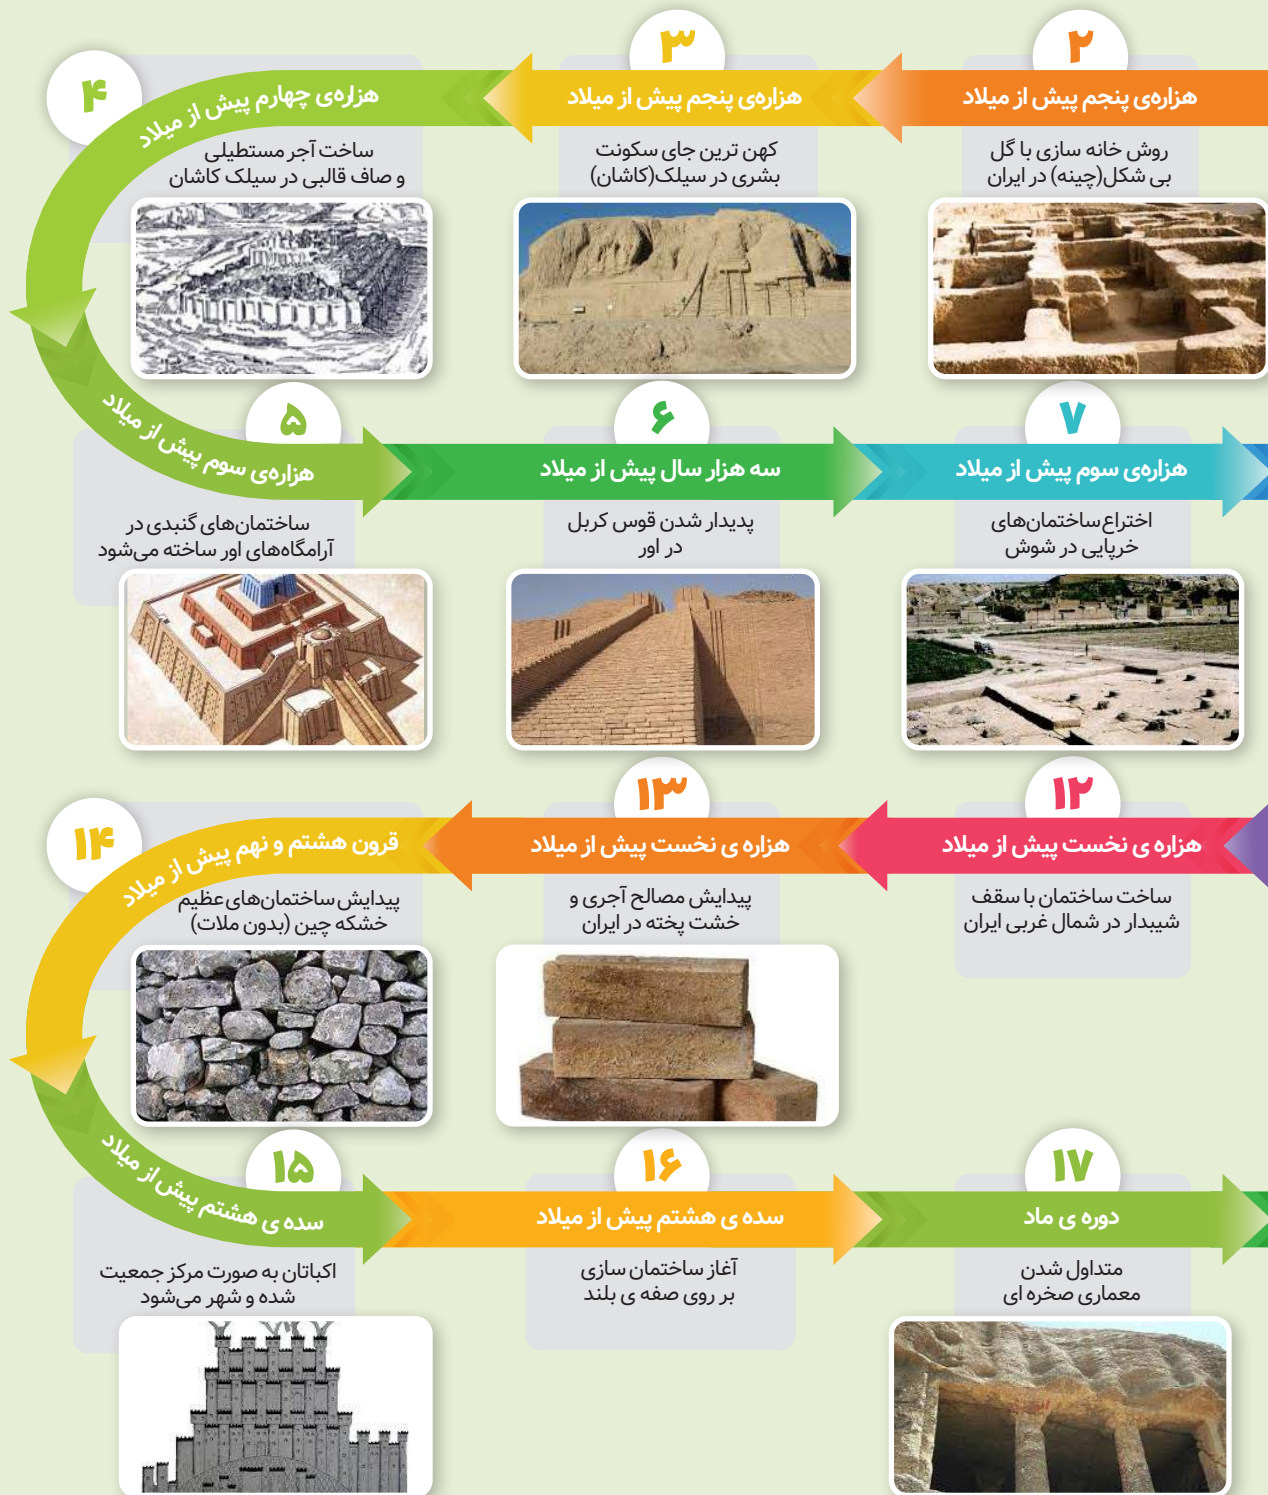 ۲
هزاره‌ی پنجم پیش از میلاد
روش خانه سازی با گل
بی شکل(چینه) در ایران
۳
هزاره‌ی پنجم پیش از میلاد
کهن ترین جای سکونت
بشری در سیلک(کاشان)
۴
هزاره‌ی چهارم پیش از میلاد
ساخت آجر مستطیلی
و صاف قالبی در سیلک کاشان
۵
هزاره‌ی سوم پیش از میلاد
ساختمان‌های گنبدی در
آرامگاه‌های اور ساخته می‌شود
۶
سه هزار سال پیش از میلاد
پدیدار شدن قوس کربل
در اور
۷
هزاره‌ی سوم پیش از میلاد
اختراع ساختمان‌های
خرپایی در شوش
۱۲
هزاره ی نخست پیش از میلاد
ساخت ساختمان با سقف
شیبدار در شمال غربی ایران
۱۳
هزاره ی نخست پیش از میلاد
پیدایش مصالح آجری و
خشت پخته در ایران
۱۴
قرون هشتم و نهم پیش از میلاد
پیدایش ساختمان‌های عظیم
خشکه چین (بدون ملات)
۱۵
سده ی هشتم پیش از میلاد
اکباتان به صورت مرکز جمعیت
شده و شهر می‌شود
۱۶
سده ی هشتم پیش از میلاد
آغاز ساختمان سازی
بر روی صفه ی بلند
۱۷
دوره ی ماد
متداول شدن
معماری صخره ای